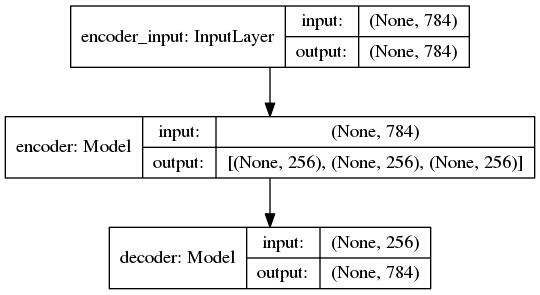 encoder_input: InputLayer
input: (None, 784)
output: (None, 784)
encoder: Model
input: (None, 784)
output: [(None, 256), (None, 256), (None, 256)]
decoder: Model
input: (None, 256)
output: (None, 784)